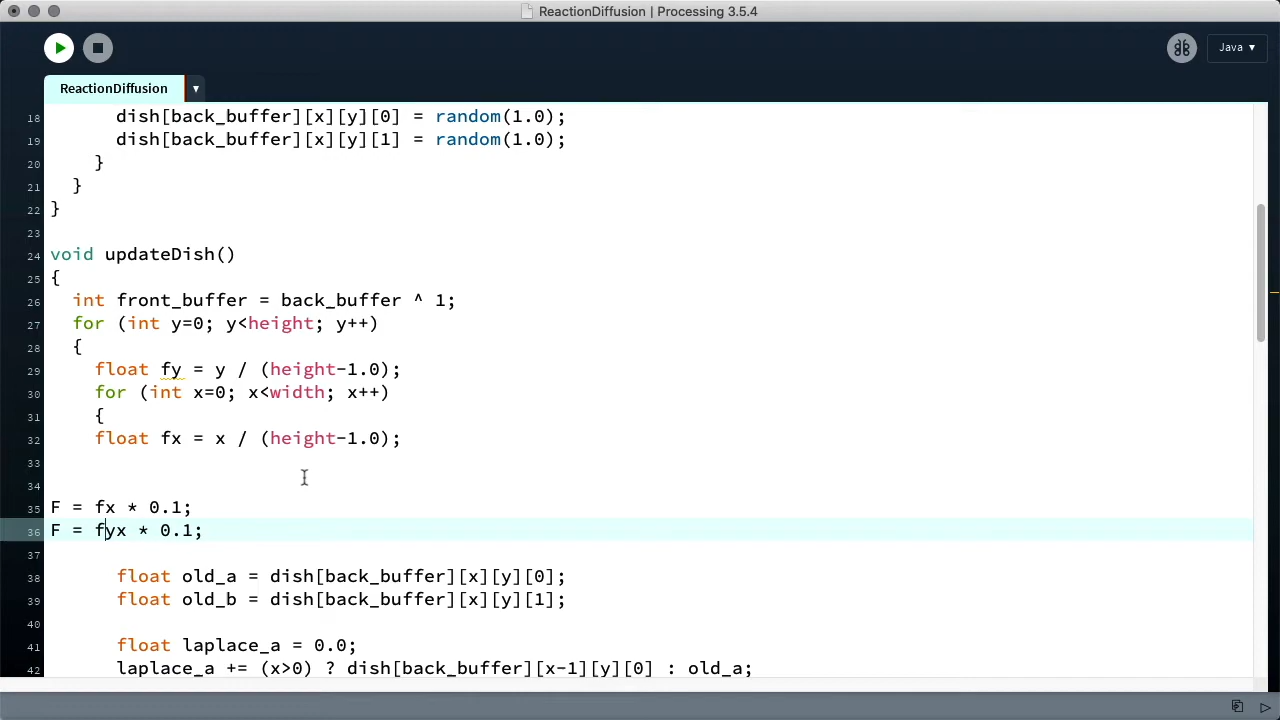 ReactionDiffusion | Processing 3.5.4
Java ▾
ReactionDiffusion ▾
18 dish[back_buffer][x][y][0] = random(1.0);
19 dish[back_buffer][x][y][1] = random(1.0);
20 }
21 }
22 }
23
24 void updateDish()
25 {
26 int front_buffer = back_buffer ^ 1;
27 for (int y=0; y<height; y++)
28 {
29 float fy = y / (height-1.0);
30 for (int x=0; x<width; x++)
31 {
32 float fx = x / (height-1.0);
33
34
35 F = fx * 0.1;
36 F = fyx * 0.1;
37
38 float old_a = dish[back_buffer][x][y][0];
39 float old_b = dish[back_buffer][x][y][1];
40
41 float laplace_a = 0.0;
42 laplace_a += (x>0) ? dish[back_buffer][x-1][y][0] : old_a;